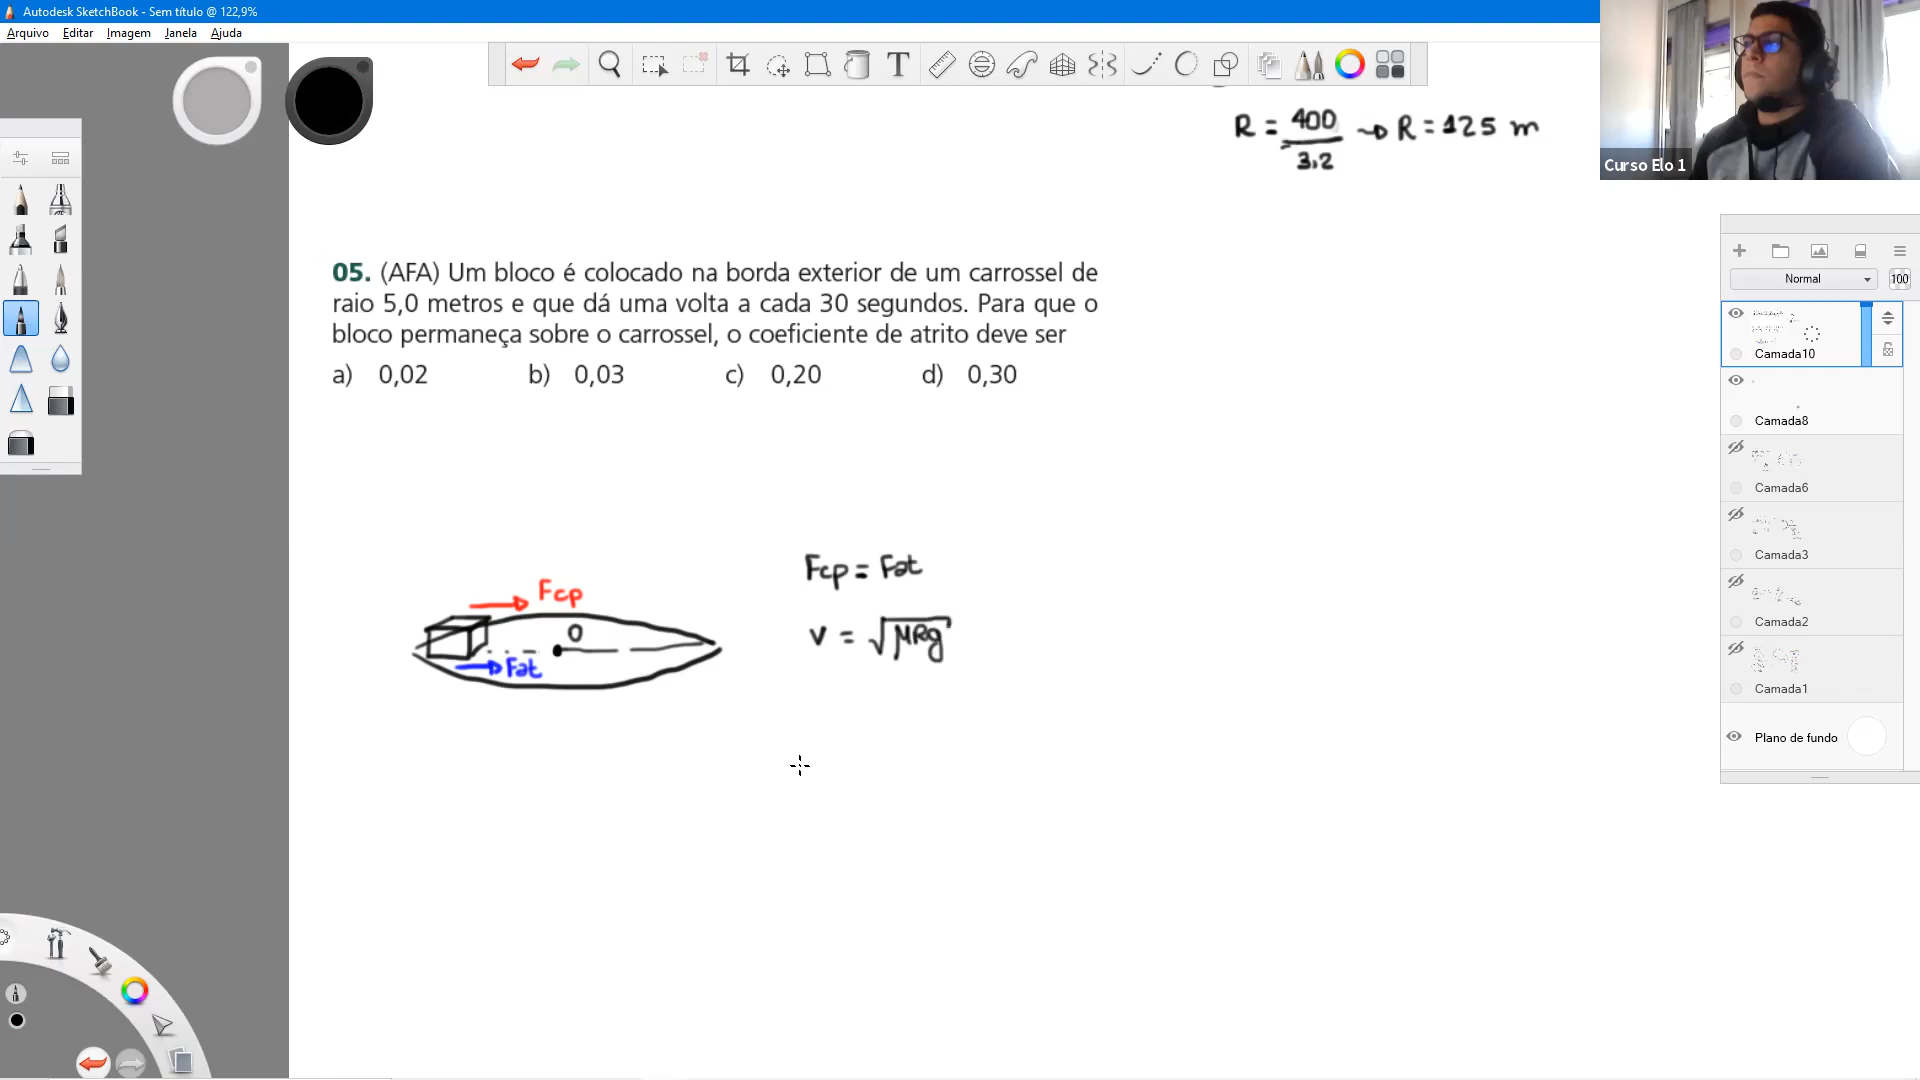 Autodesk SketchBook - Sem título @ 122,9%
Arquivo Editar Imagem Janela Ajuda
R = 400 / 3,2 → R = 125 m
Curso Elo 1
05. (AFA) Um bloco é colocado na borda exterior de um carrossel de
raio 5,0 metros e que dá uma volta a cada 30 segundos. Para que o
bloco permaneça sobre o carrossel, o coeficiente de atrito deve ser
a) 0,02 b) 0,03 c) 0,20 d) 0,30
Fcp
O
Fat
Fcp = Fat
v = √μRg
Normal
100
Camada10
Camada8
Camada6
Camada3
Camada2
Camada1
Plano de fundo